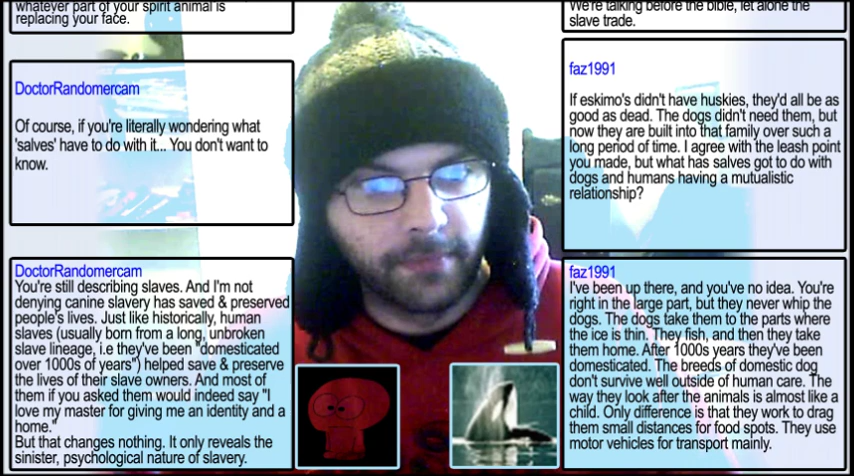 whatever part of your spirit animal is
replacing your face.
We're talking before the bible, let alone the
slave trade.
DoctorRandomercam
Of course, if you're literally wondering what
'salves' have to do with it... You don't want to
know.
faz1991
If eskimo's didn't have huskies, they'd all be as
good as dead. The dogs didn't need them, but
now they are built into that family over such a
long period of time. I agree with the leash point
you made, but what has salves got to do with
dogs and humans having a mutualistic
relationship?
DoctorRandomercam
You're still describing slaves. And I'm not
denying canine slavery has saved & preserved
people's lives. Just like historically, human
slaves (usually born from a long, unbroken
slave lineage, i.e they've been "domesticated
over 1000s of years") helped save & preserve
the lives of their slave owners. And most of
them if you asked them would indeed say "I
love my master for giving me an identity and a
home."
But that changes nothing. It only reveals the
sinister, psychological nature of slavery.
faz1991
I've been up there, and you've no idea. You're
right in the large part, but they never whip the
dogs. The dogs take them to the parts where
the ice is thin. They fish, and then they take
them home. After 1000s years they've been
domesticated. The breeds of domestic dog
don't survive well outside of human care. The
way they look after the animals is almost like a
child. Only difference is that they work to drag
them small distances for food spots. They use
motor vehicles for transport mainly.